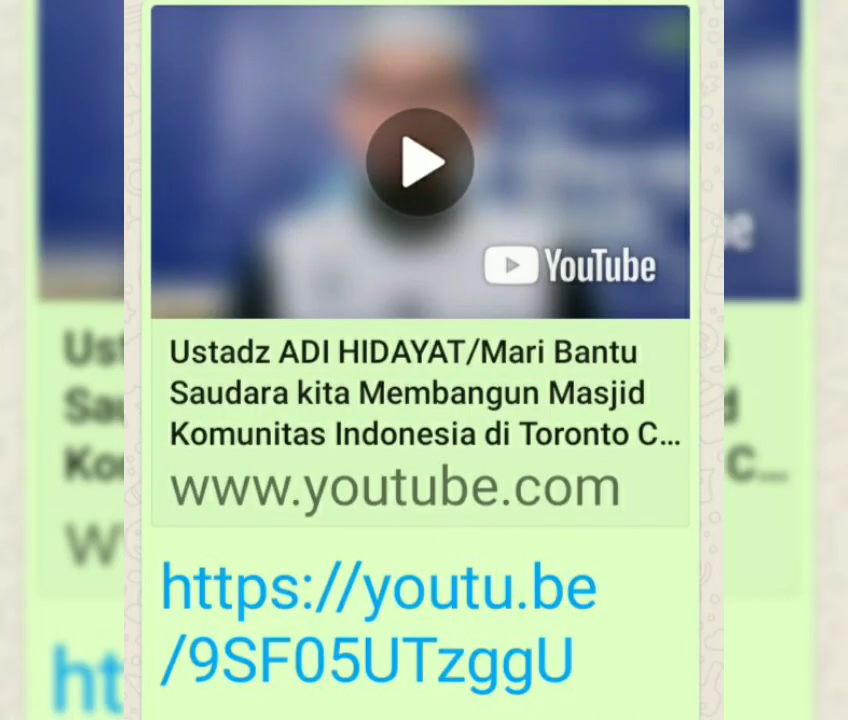 YouTube
Ustadz ADI HIDAYAT/Mari Bantu
Saudara kita Membangun Masjid
Komunitas Indonesia di Toronto C...
www.youtube.com
https://youtu.be
/9SF05UTzggU